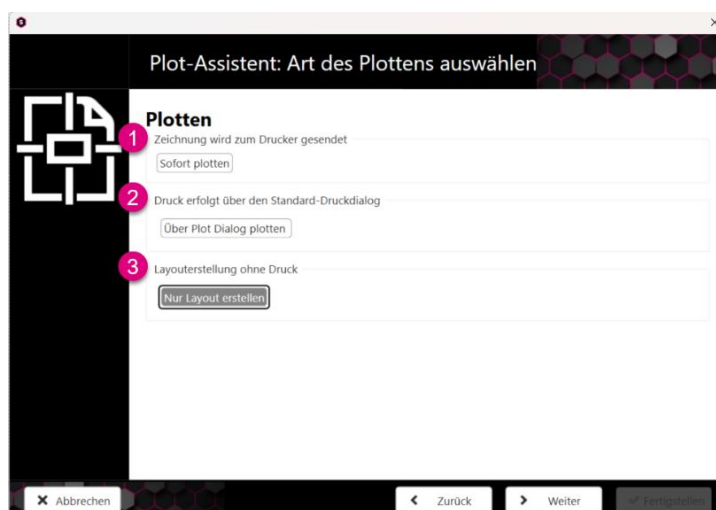 Plot-Assistent: Art des Plottens auswählen
Plotten
1
Zeichnung wird zum Drucker gesendet
Sofort plotten
2
Druck erfolgt über den Standard-Druckdialog
Über Plot Dialog plotten
3
Layouterstellung ohne Druck
Nur Layout erstellen
Abbrechen
Zurück
Weiter
Fertigstellen